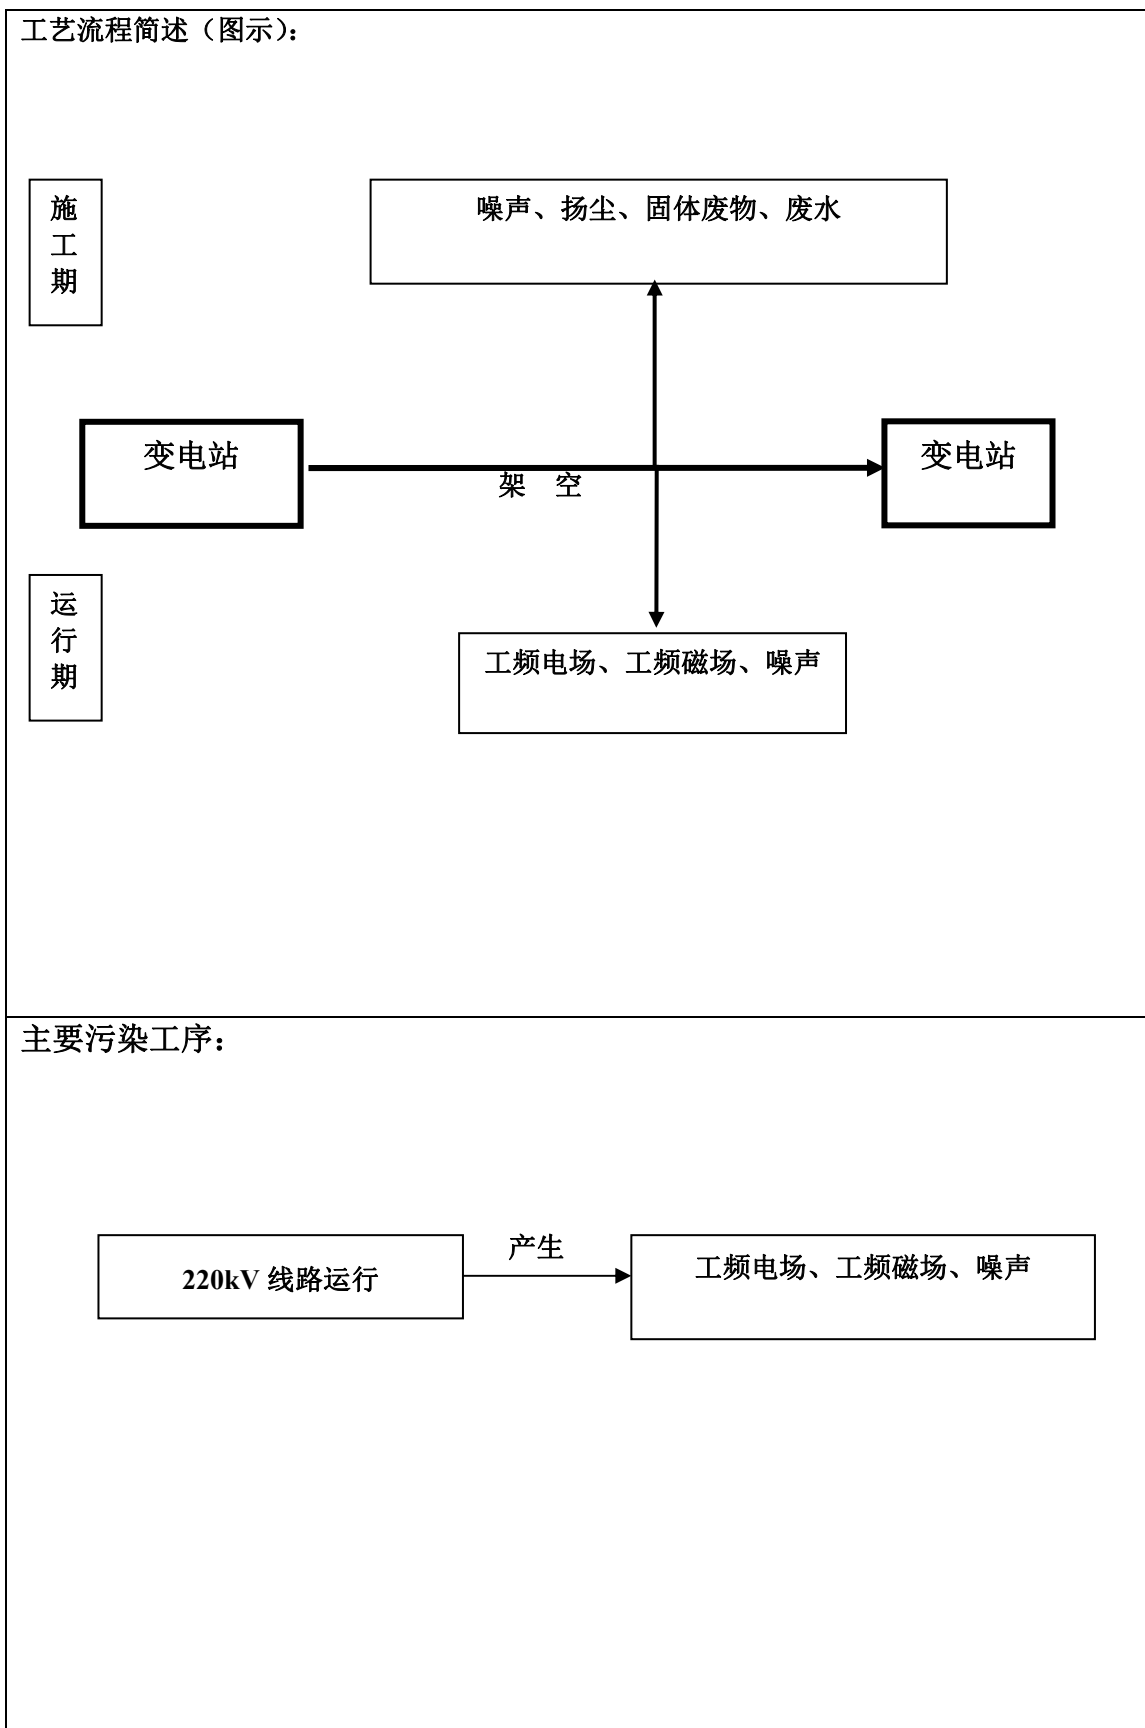 工艺流程简述（图示）：
施
工
期
噪声、扬尘、固体废物、废水
变电站
架 空
变电站
运
行
期
工频电场、工频磁场、噪声
主要污染工序：
220kV 线路运行
产生
工频电场、工频磁场、噪声